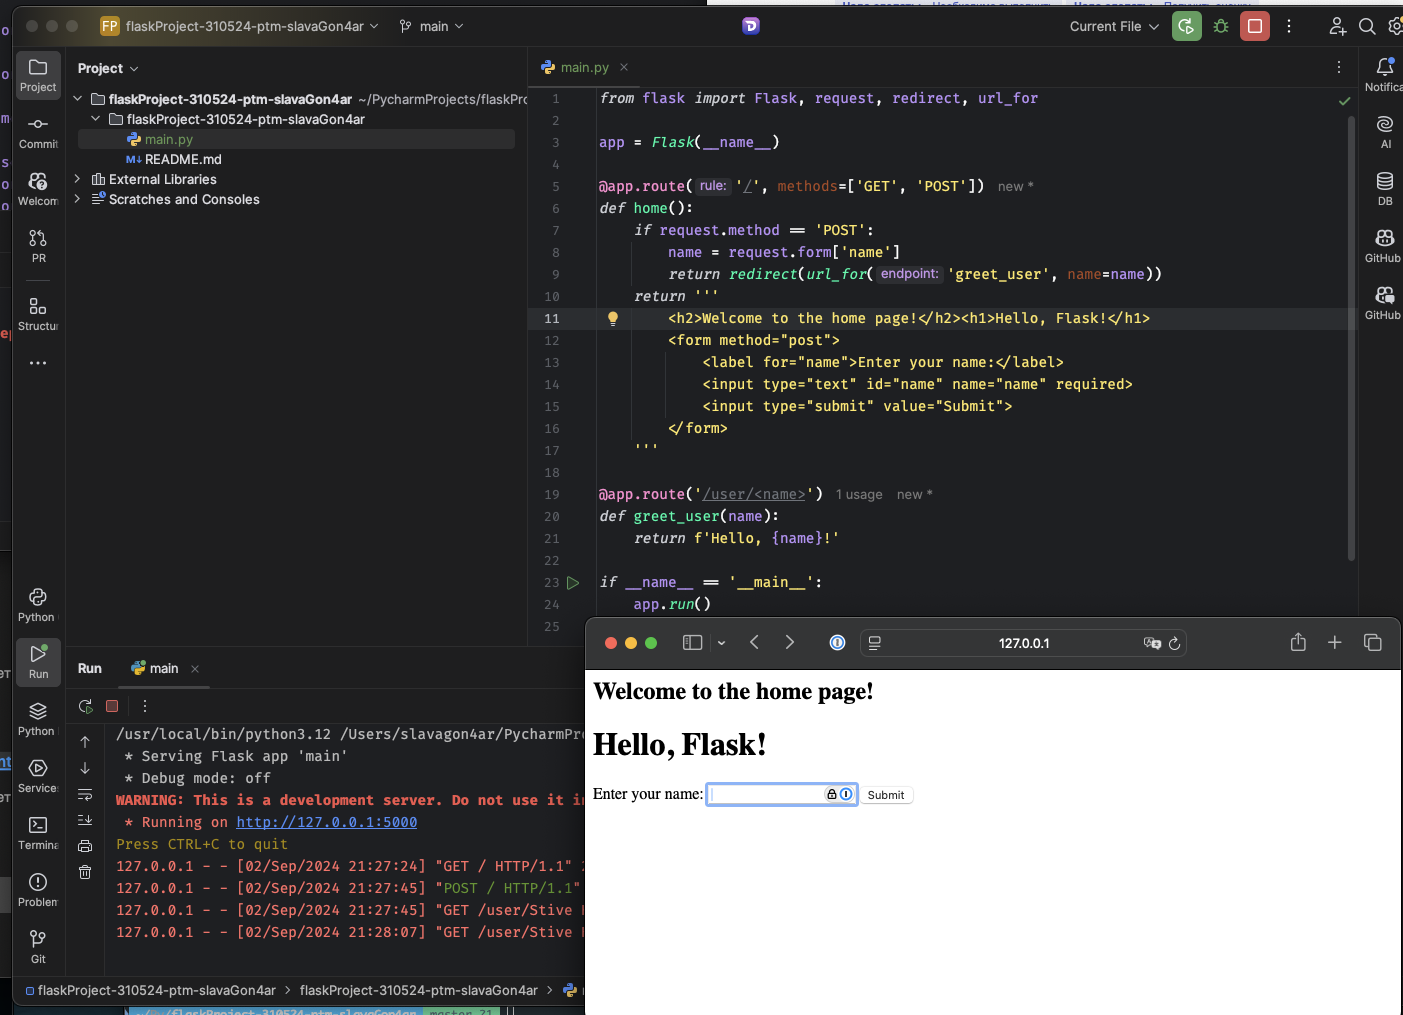 FP flaskProject-310524-ptm-slavaGon4ar main Current File
Project
flaskProject-310524-ptm-slavaGon4ar ~/PycharmProjects/flaskPr
flaskProject-310524-ptm-slavaGon4ar
main.py
M↓ README.md
External Libraries
Scratches and Consoles
Project
Commit
Welcom
PR
Structur
Python
Run
Python
Service
Termina
Problem
Git
main.py
1 from flask import Flask, request, redirect, url_for
2
3 app = Flask(__name__)
4
5 @app.route( rule: '/', methods=['GET', 'POST']) new *
6 def home():
7 if request.method == 'POST':
8 name = request.form['name']
9 return redirect(url_for( endpoint: 'greet_user', name=name))
10 return '''
11 <h2>Welcome to the home page!</h2><h1>Hello, Flask!</h1>
12 <form method="post">
13 <label for="name">Enter your name:</label>
14 <input type="text" id="name" name="name" required>
15 <input type="submit" value="Submit">
16 </form>
17 '''
18
19 @app.route('/user/<name>') 1 usage new *
20 def greet_user(name):
21 return f'Hello, {name}!'
22
23 if __name__ == '__main__':
24 app.run()
25
Notifica
AI
DB
GitHub
GitHub
Run main
/usr/local/bin/python3.12 /Users/slavagon4ar/PycharmPr
* Serving Flask app 'main'
* Debug mode: off
WARNING: This is a development server. Do not use it in
* Running on http://127.0.0.1:5000
Press CTRL+C to quit
127.0.0.1 - - [02/Sep/2024 21:27:24] "GET / HTTP/1.1"
127.0.0.1 - - [02/Sep/2024 21:27:45] "POST / HTTP/1.1"
127.0.0.1 - - [02/Sep/2024 21:27:45] "GET /user/Stive
127.0.0.1 - - [02/Sep/2024 21:28:07] "GET /user/Stive
flaskProject-310524-ptm-slavaGon4ar > flaskProject-310524-ptm-slavaGon4ar >
127.0.0.1
Welcome to the home page!
Hello, Flask!
Enter your name: Submit